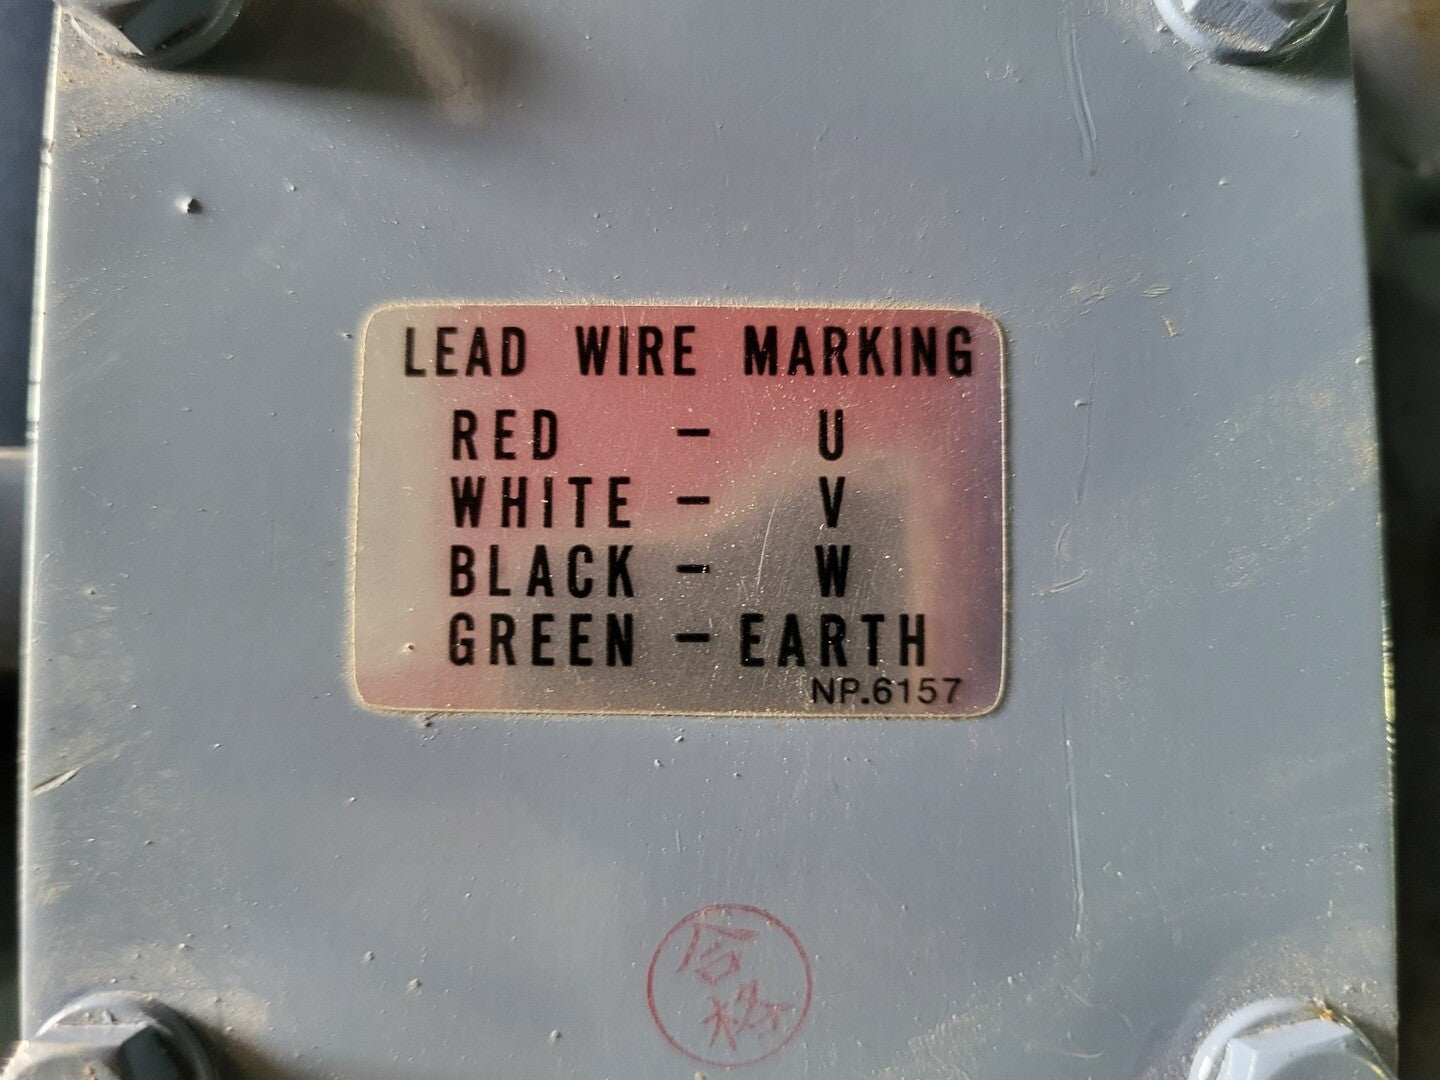 LEAD WIRE MARKING
RED - U
WHITE - V
BLACK - W
GREEN - EARTH
NP.6157
合格